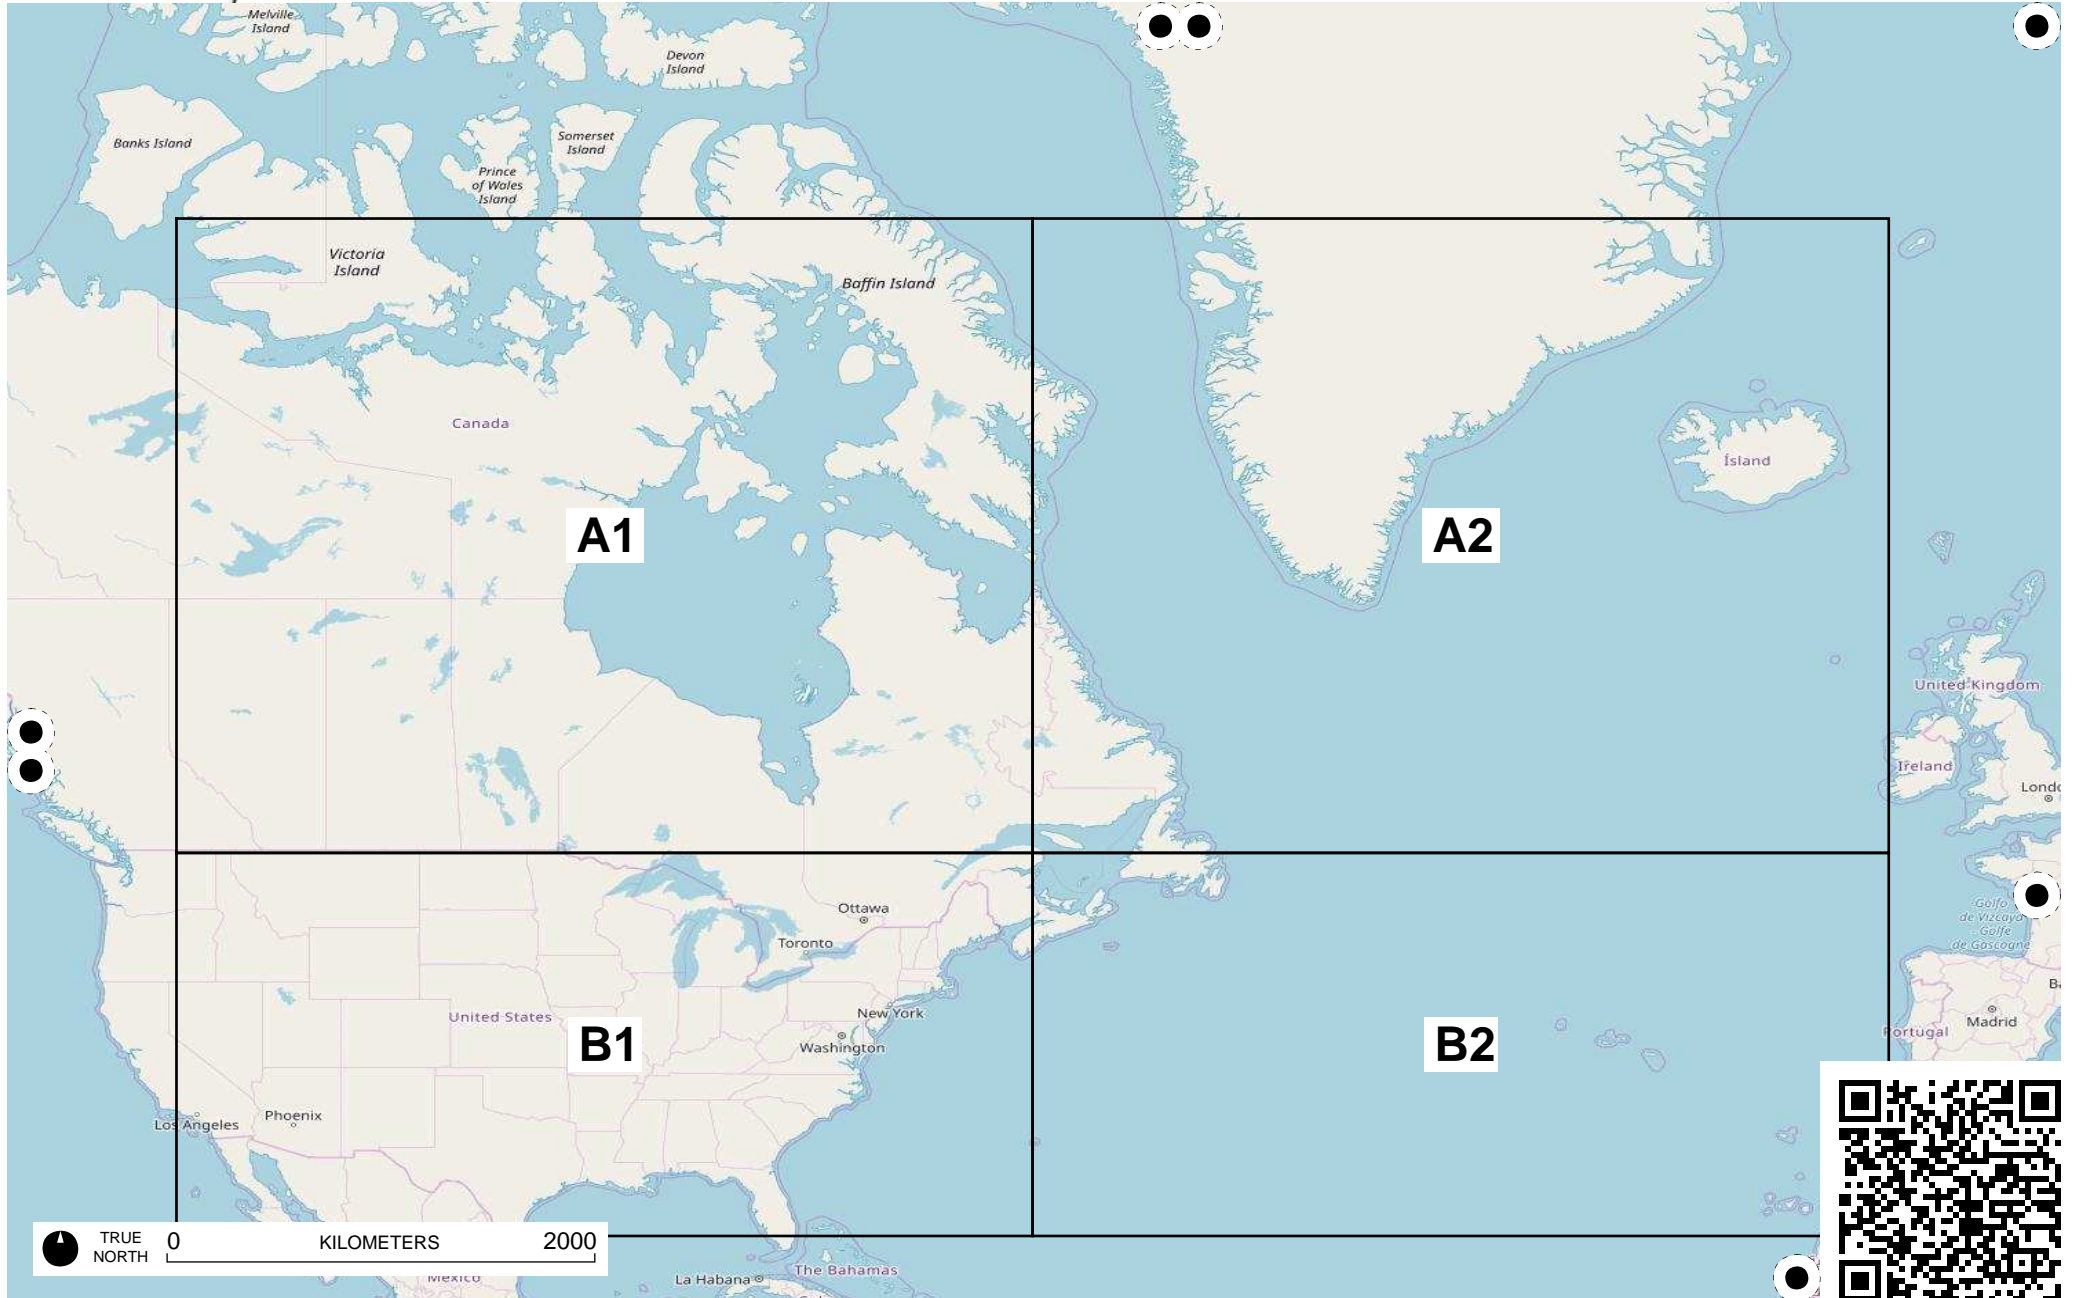 Melville
Island
Devon
Island
Banks Island
Somerset
Island
Prince
of Wales
Island
Victoria
Island
Baffin Island
Canada
Ísland
A1
A2
United Kingdom
Ireland
Ottawa
Toronto
Golfo
de Vizcaya
- Golfe
de Gascogne
United States
New York
Washington
B1
B2
Madrid
Portugal
Los Angeles
Phoenix
TRUE
NORTH
0
KILOMETERS
2000
Mexico
La Habana
The Bahamas